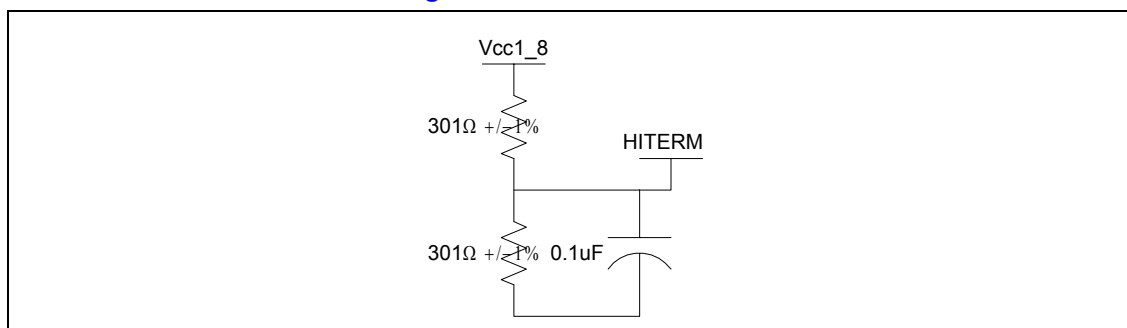 Vcc1_8
301Ω +/-1%
HITERM
301Ω +/-1% 0.1uF